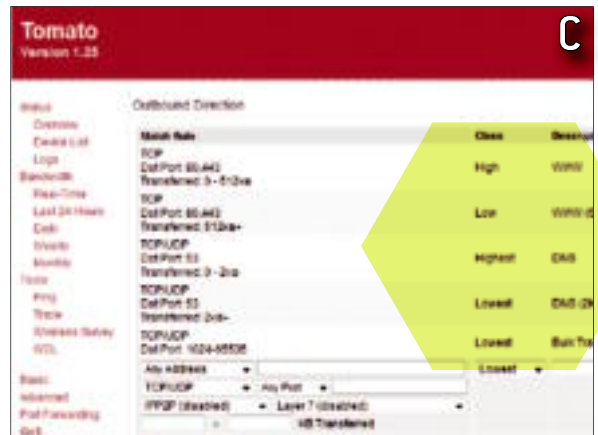 Tomato
Version 1.25
C
Status
Overview
Device List
Logs
Bandwidth
Real-Time
Last 24 Hours
Daily
Weekly
Monthly
Tools
Ping
Trace
Wireless Survey
WOL
Basic
Advanced
Port Forwarding
QoS
Outbound Direction
Match Rule Class
TCP
Dst Port: 80,443 High WWW
Transferred: 0 - 512KB
TCP
Dst Port: 80,443 Low WWW
Transferred: 512KB+
TCP/UDP
Dst Port: 53 Highest DNS
Transferred: 0 - 2KB
TCP/UDP
Dst Port: 53 Lowest DNS
Transferred: 2KB+
TCP/UDP Lowest Bulk
Dst Port: 1024-65535
Any Address Lowest
TCP/UDP Any Port
IPP2P (disabled) Layer 7 (disabled)
- KB Transferred